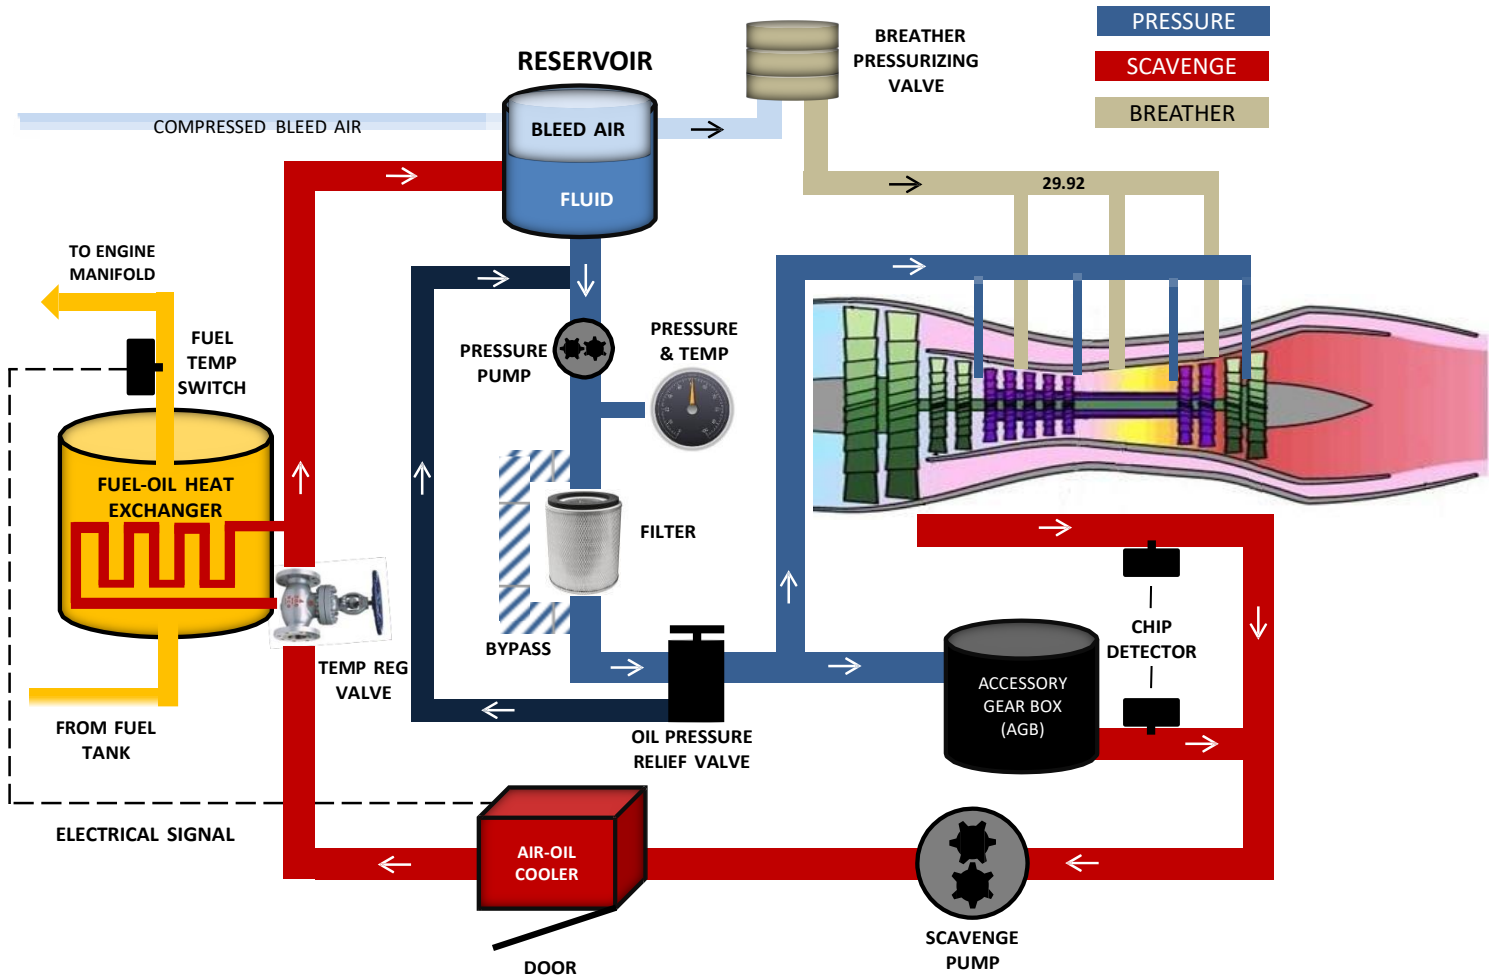 PRESSURE
SCAVENGE
BREATHER
BREATHER
PRESSURIZING
VALVE
RESERVOIR
COMPRESSED BLEED AIR
BLEED AIR
FLUID
29.92
TO ENGINE
MANIFOLD
FUEL
TEMP
SWITCH
PRESSURE
PUMP
PRESSURE
& TEMP
FUEL-OIL HEAT
EXCHANGER
FILTER
BYPASS
TEMP REG
VALVE
CHIP
DETECTOR
ACCESSORY
GEAR BOX
(AGB)
FROM FUEL
TANK
OIL PRESSURE
RELIEF VALVE
ELECTRICAL SIGNAL
AIR-OIL
COOLER
SCAVENGE
PUMP
DOOR